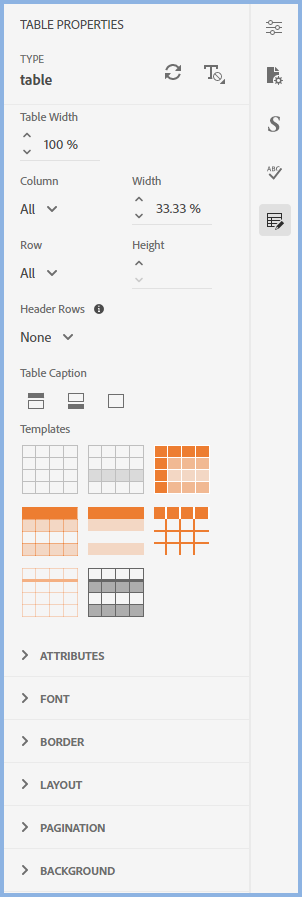 TABLE PROPERTIES
TYPE
table
Table Width
100 %
Column Width
All 33.33 %
Row Height
All
Header Rows
None
Table Caption
Templates
ATTRIBUTES
FONT
BORDER
LAYOUT
PAGINATION
BACKGROUND
S
ABC